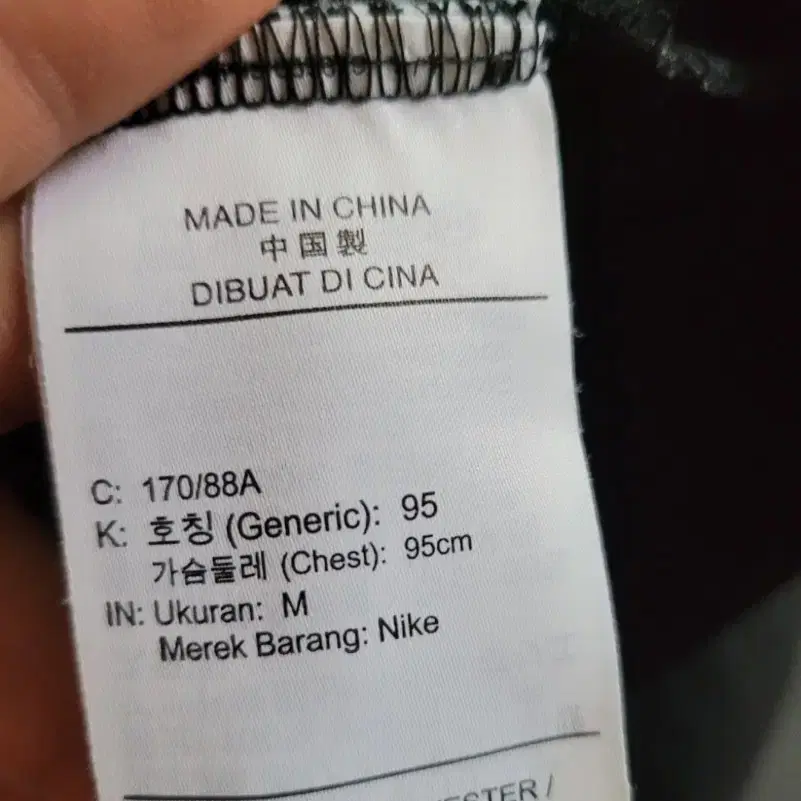 MADE IN CHINA
中国製
DIBUAT DI CINA
C: 170/88A
K: 호칭 (Generic): 95
가슴둘레 (Chest): 95cm
IN: Ukuran: M
Merek Barang: Nike